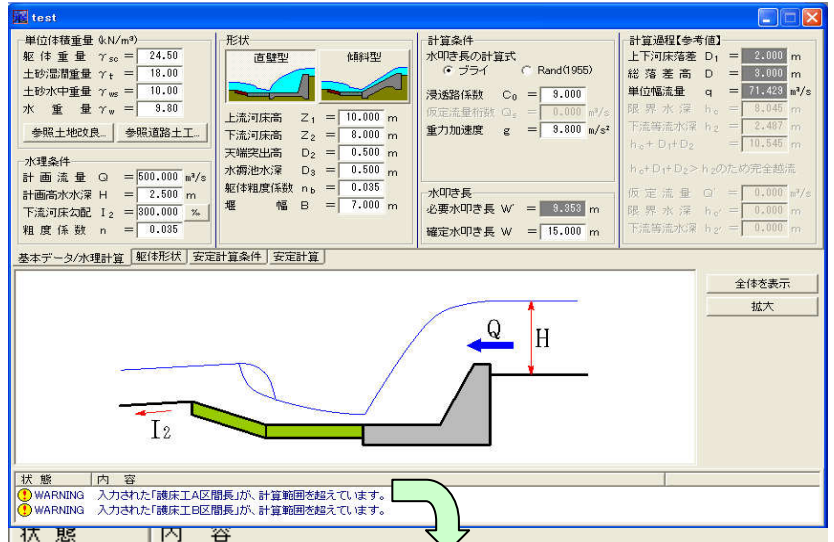 test
単位体積重量 (kN/m³)
躯体重量 γsc = 24.50
土砂湿潤重量 γt = 18.00
土砂水中重量 γws = 10.00
水重量 γw = 9.80
参照土地改良... 参照道路土工...
水理条件
計画流量 Q = 500.000 m³/s
計画高水水深 H = 2.500 m
下流河床勾配 I2 = 300.000 ‰
粗度係数 n = 0.035
形状
直壁型 傾斜型
上流河床高 Z1 = 10.000 m
下流河床高 Z2 = 8.000 m
天端突出高 D2 = 0.500 m
水褥池水深 D3 = 0.500 m
躯体粗度係数 nb = 0.035
堰幅 B = 7.000 m
計算条件
水叩き長の計算式
ブライ Rand(1955)
浸透路係数 C0 = 9.000
仮定流量桁数 = 0.000 m³/s
重力加速度 g = 9.800 m/s²
水叩き長
必要水叩き長 W' = 9.353 m
確定水叩き長 W = 15.000 m
計算過程【参考値】
上下河床落差 D1 = 2.000 m
総落差高 D = 3.000 m
単位幅流量 q = 71.429 m³/s
限界水深 hc = 8.045 m
下流等流水深 h2 = 2.487 m
hc+D1+D2 = 10.545 m
hc+D1+D2>h2のため完全越流
仮定流量 Q' = 0.000 m³/s
限界水深 hc' = 0.000 m
下流等流水深 h2' = 0.000 m
基本データ/水理計算 躯体形状 安定計算条件 安定計算
全体を表示
拡大
Q
H
I2
状態 内容
WARNING 入力された「護床工A区間長」が、計算範囲を超えています。
WARNING 入力された「護床工B区間長」が、計算範囲を超えています。
状態 内容